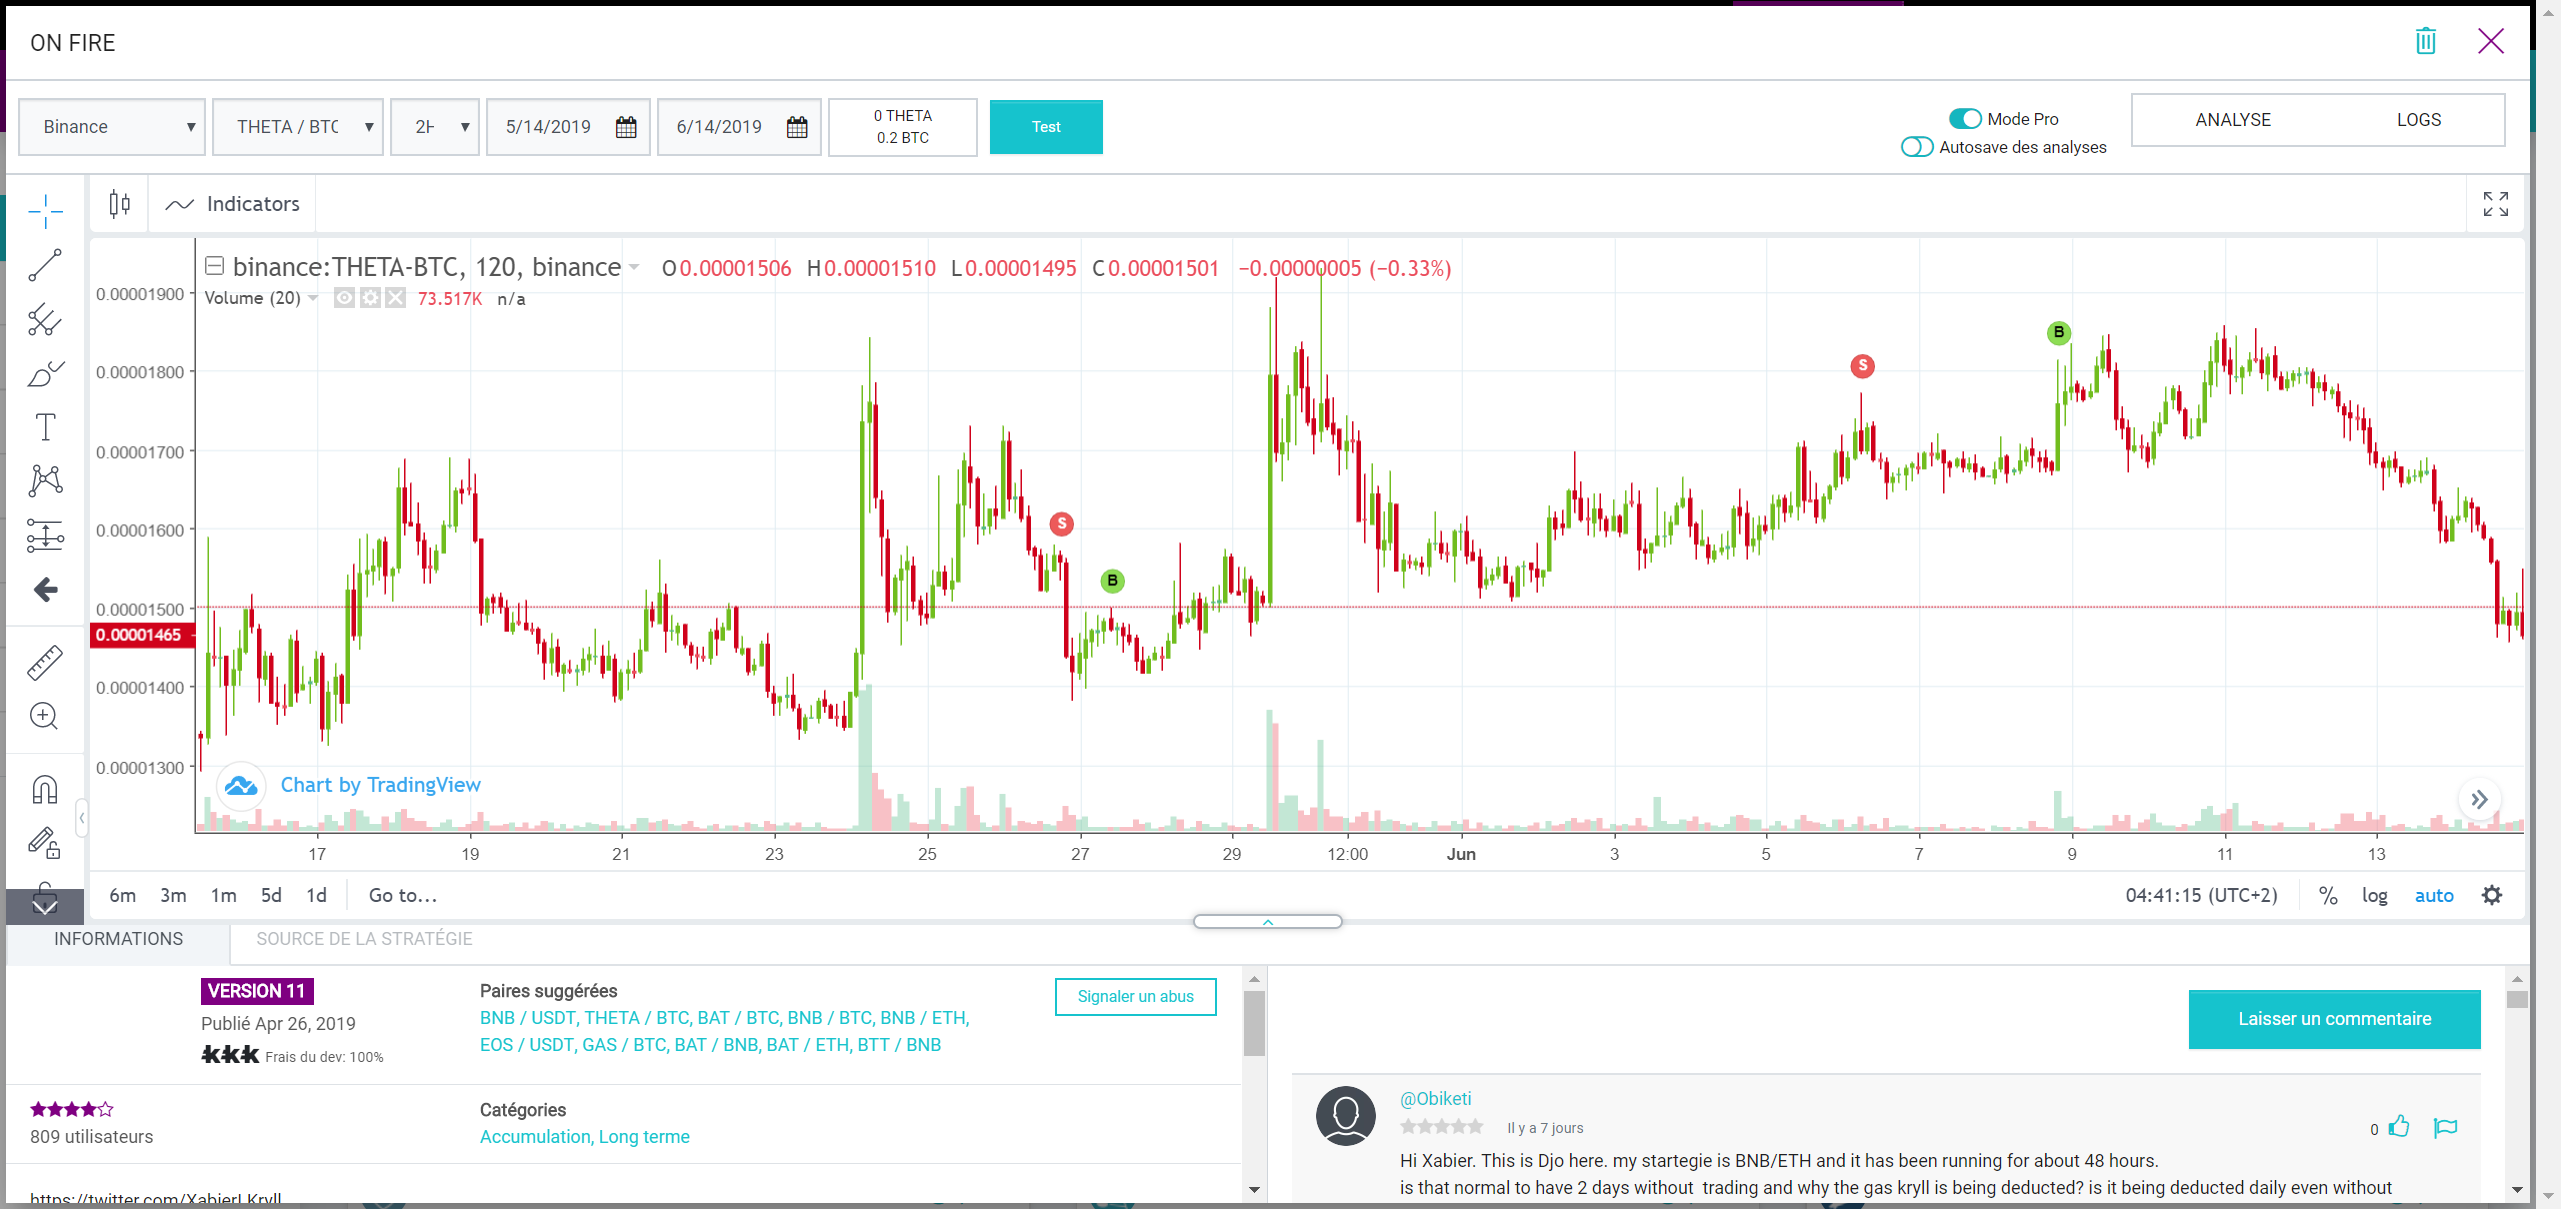 ON FIRE
Binance
THETA / BTC
2H
5/14/2019
6/14/2019
0 THETA
0.2 BTC
Test
Mode Pro
Autosave des analyses
ANALYSE
LOGS
Indicators
binance:THETA-BTC, 120, binance O0.00001506 H0.00001510 L0.00001495 C0.00001501 −0.00000005 (−0.33%)
Volume (20) 73.517K n/a
0.00001900
0.00001800
0.00001700
0.00001600
0.00001500
0.00001465
0.00001400
0.00001300
S
B
S
B
Chart by TradingView
17 19 21 23 25 27 29 12:00 Jun 3 5 7 9 11 13
6m 3m 1m 5d 1d Go to...
04:41:15 (UTC+2) % log auto
INFORMATIONS
SOURCE DE LA STRATÉGIE
VERSION 11
Publié Apr 26, 2019
kkk Frais du dev: 100%
Paires suggérées
BNB / USDT, THETA / BTC, BAT / BTC, BNB / BTC, BNB / ETH,
EOS / USDT, GAS / BTC, BAT / BNB, BAT / ETH, BTT / BNB
Signaler un abus
809 utilisateurs
Catégories
Accumulation, Long terme
https://twitter.com/XabierLKryll
Laisser un commentaire
@Obiketi
Il y a 7 jours
0
Hi Xabier. This is Djo here. my startegie is BNB/ETH and it has been running for about 48 hours.
is that normal to have 2 days without trading and why the gas kryll is being deducted? is it being deducted daily even without